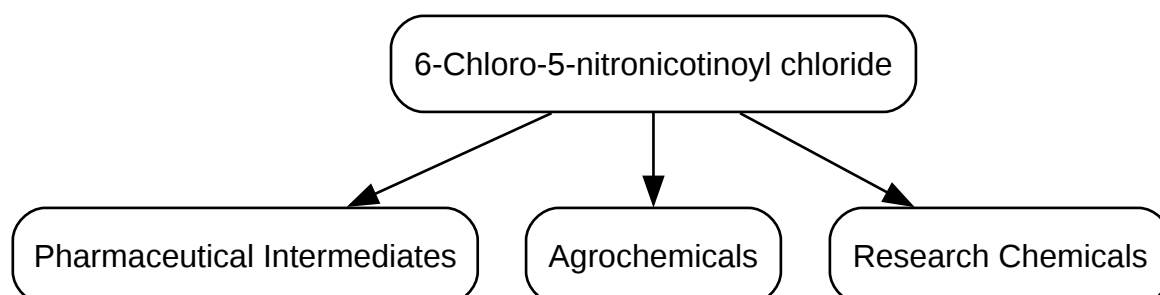 6-Chloro-5-nitronicotinoyl chloride
Pharmaceutical Intermediates
Agrochemicals
Research Chemicals